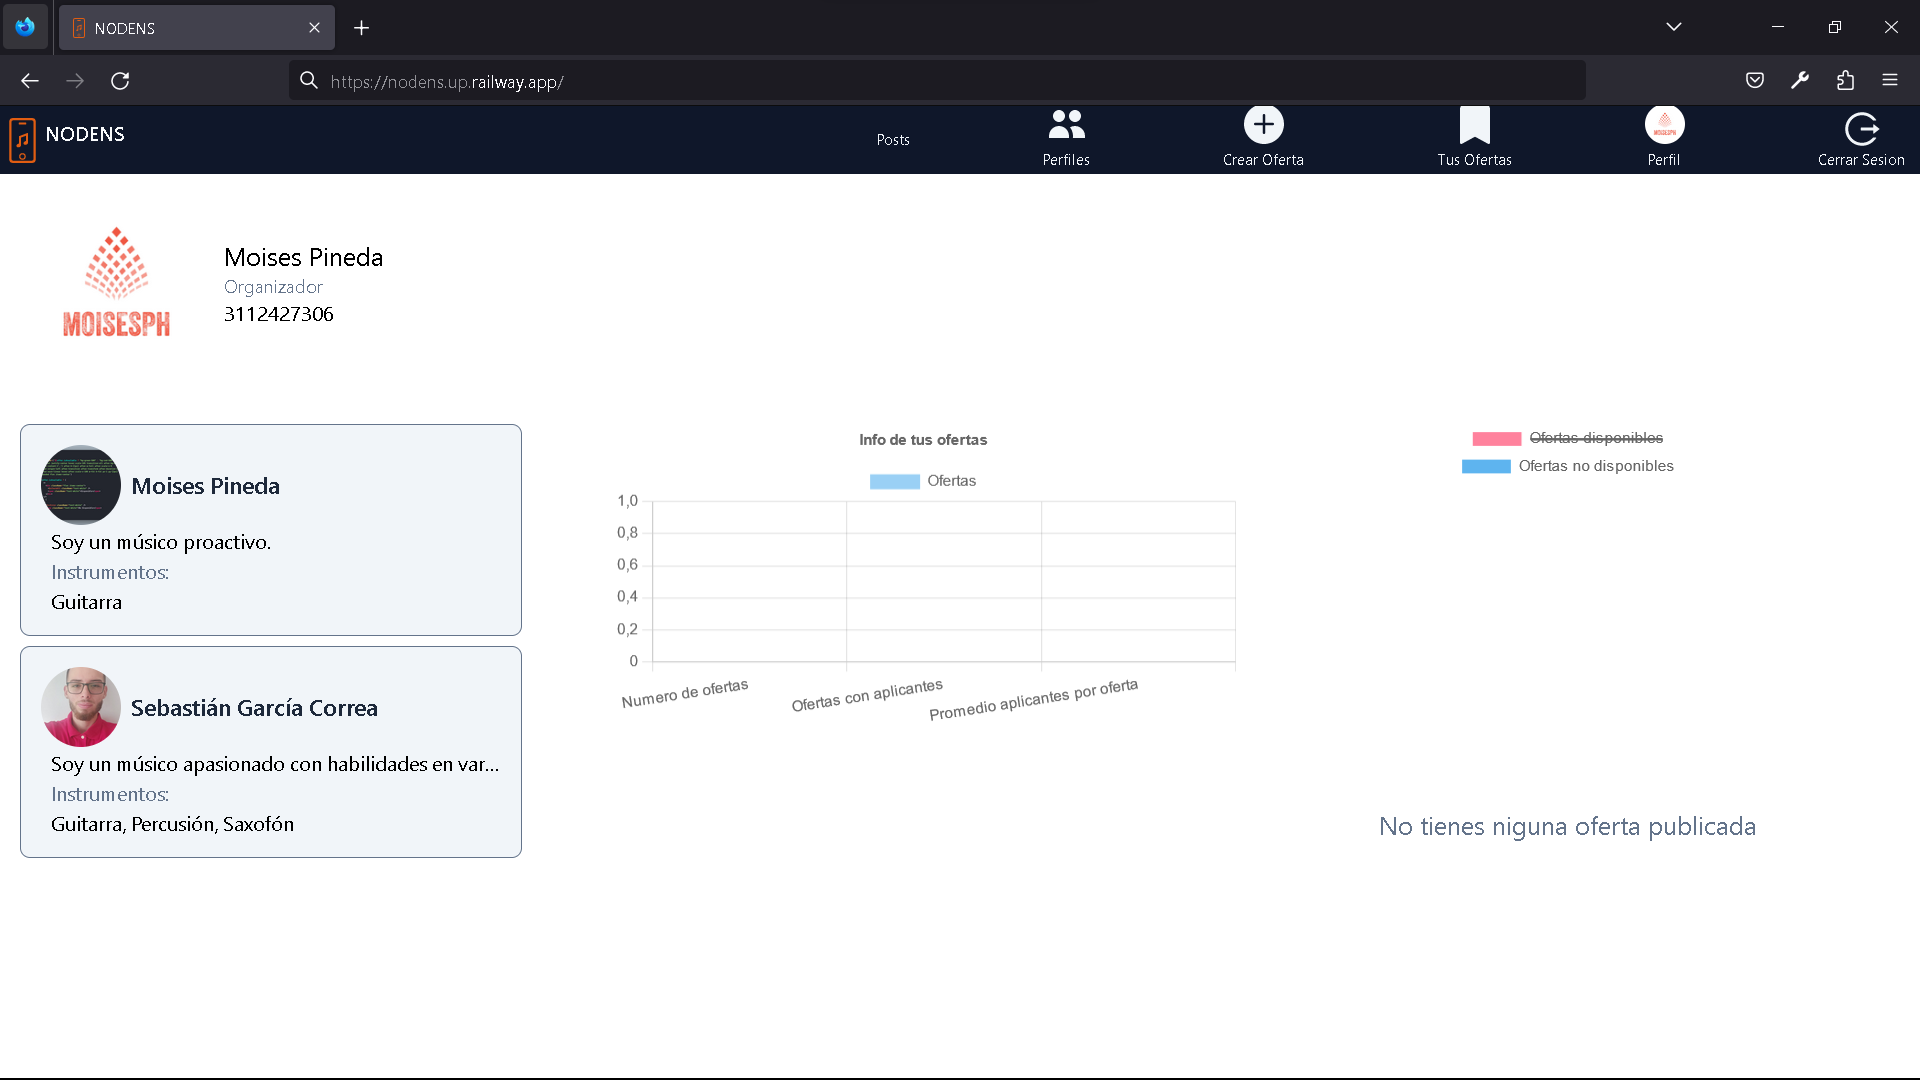 NODENS
https://nodens.up.railway.app/
NODENS
Posts
Perfiles
Crear Oferta
Tus Ofertas
MOISESPH
Perfil
Cerrar Sesion
MOISESPH
Moises Pineda
Organizador
3112427306
Moises Pineda
Soy un músico proactivo.
Instrumentos:
Guitarra
Sebastián García Correa
Soy un músico apasionado con habilidades en var...
Instrumentos:
Guitarra, Percusión, Saxofón
Info de tus ofertas
Ofertas
1,0
0,8
0,6
0,4
0,2
0
Numero de ofertas
Ofertas con aplicantes
Promedio aplicantes por oferta
Ofertas disponibles
Ofertas no disponibles
No tienes niguna oferta publicada